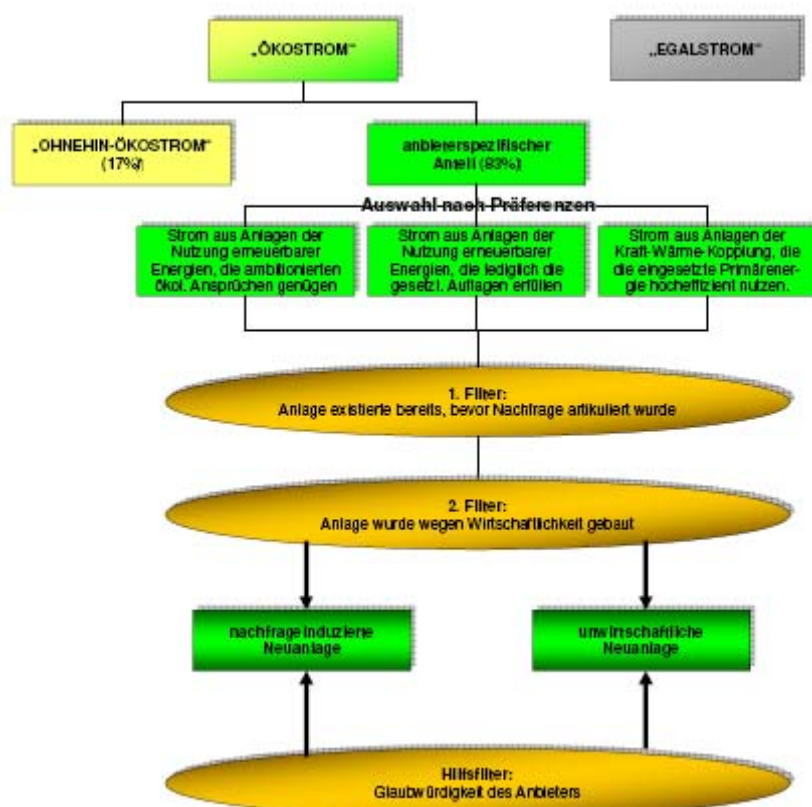 „ÖKOSTROM“
„EGALSTROM“
„OHNEHIN-ÖKOSTROM“
(17%)
anbieterspezifischer
Anteil (83%)
Auswahl nach Präferenzen
Strom aus Anlagen der
Nutzung erneuerbarer
Energien, die ambitionierten
ökol. Ansprüchen genügen
Strom aus Anlagen der
Nutzung erneuerbarer
Energien, die lediglich die
gesetzl. Auflagen erfüllen
Strom aus Anlagen der
Kraft-Wärme-Kopplung, die
die eingesetzte Primärener-
gie hocheffizient nutzen.
1. Filter:
Anlage existierte bereits, bevor Nachfrage artikuliert wurde
2. Filter:
Anlage wurde wegen Wirtschaftlichkeit gebaut
nachfrageinduzierte
Neuanlage
unwirtschaftliche
Neuanlage
Hilfsfilter:
Glaubwürdigkeit des Anbieters